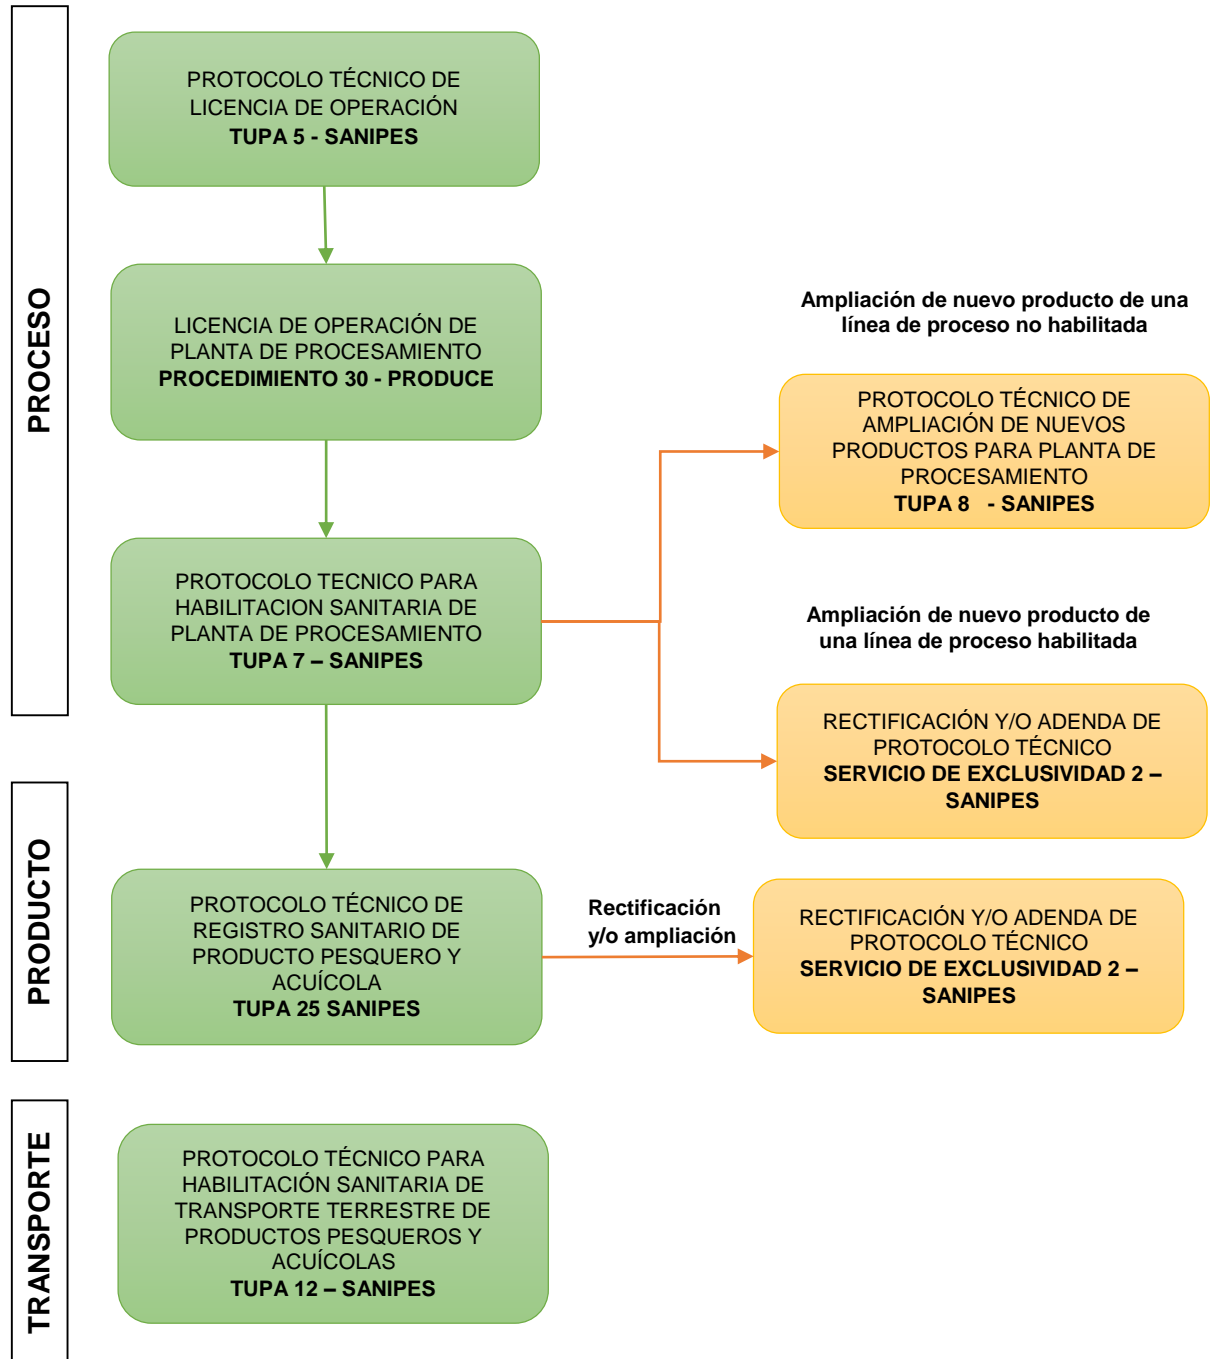 PROCESO
PROTOCOLO TÉCNICO DE
LICENCIA DE OPERACIÓN
TUPA 5 - SANIPES
LICENCIA DE OPERACIÓN DE
PLANTA DE PROCESAMIENTO
PROCEDIMIENTO 30 - PRODUCE
Ampliación de nuevo producto de una
línea de proceso no habilitada
PROTOCOLO TÉCNICO DE
AMPLIACIÓN DE NUEVOS
PRODUCTOS PARA PLANTA DE
PROCESAMIENTO
TUPA 8 - SANIPES
PROTOCOLO TECNICO PARA
HABILITACION SANITARIA DE
PLANTA DE PROCESAMIENTO
TUPA 7 – SANIPES
Ampliación de nuevo producto de
una línea de proceso habilitada
RECTIFICACIÓN Y/O ADENDA DE
PROTOCOLO TÉCNICO
SERVICIO DE EXCLUSIVIDAD 2 –
SANIPES
PRODUCTO
PROTOCOLO TÉCNICO DE
REGISTRO SANITARIO DE
PRODUCTO PESQUERO Y
ACUÍCOLA
TUPA 25 SANIPES
Rectificación
y/o ampliación
RECTIFICACIÓN Y/O ADENDA DE
PROTOCOLO TÉCNICO
SERVICIO DE EXCLUSIVIDAD 2 –
SANIPES
TRANSPORTE
PROTOCOLO TÉCNICO PARA
HABILITACIÓN SANITARIA DE
TRANSPORTE TERRESTRE DE
PRODUCTOS PESQUEROS Y
ACUÍCOLAS
TUPA 12 – SANIPES